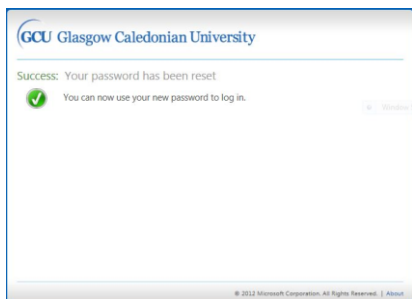 GCU Glasgow Caledonian University
Success: Your password has been reset
You can now use your new password to log in.
Window
© 2012 Microsoft Corporation. All Rights Reserved. | About